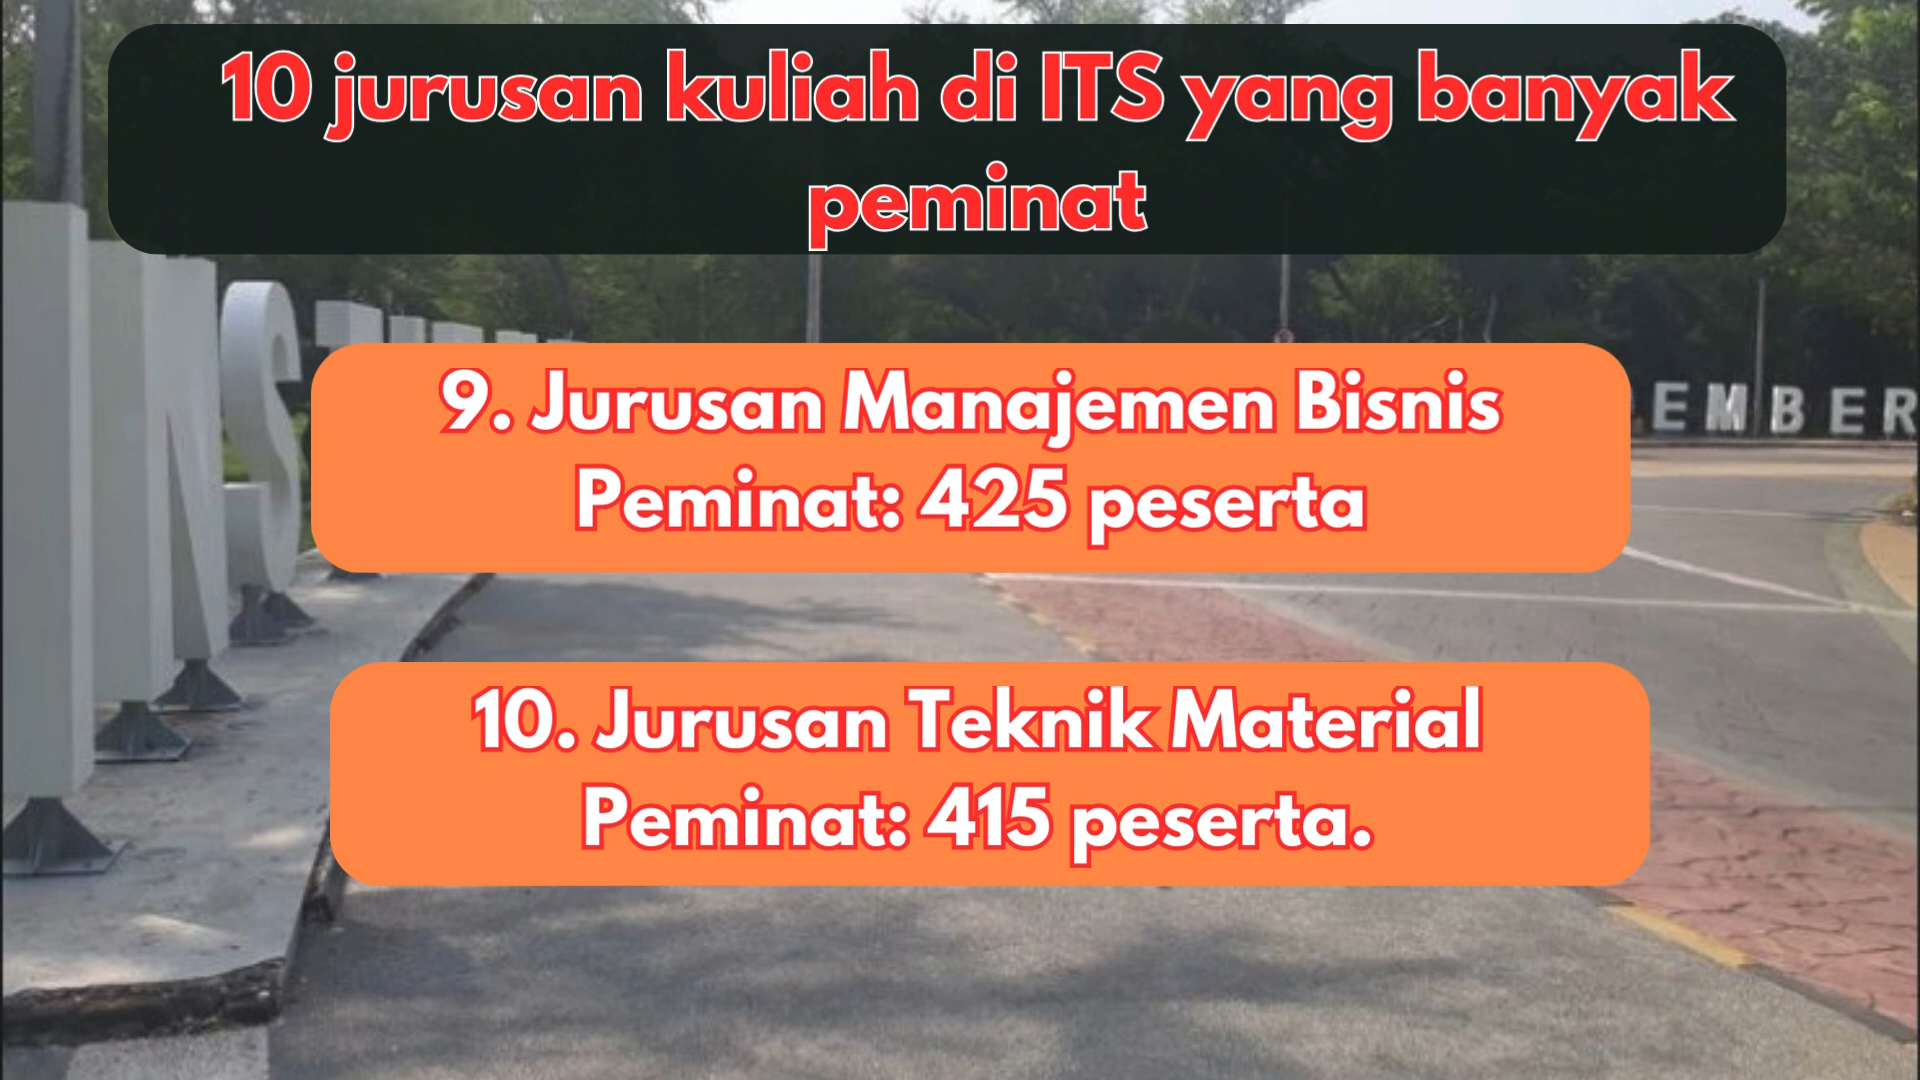 10 jurusan kuliah di ITS yang banyak
peminat
9. Jurusan Manajemen Bisnis
Peminat: 425 peserta
EMBER
10. Jurusan Teknik Material
Peminat: 415 peserta.